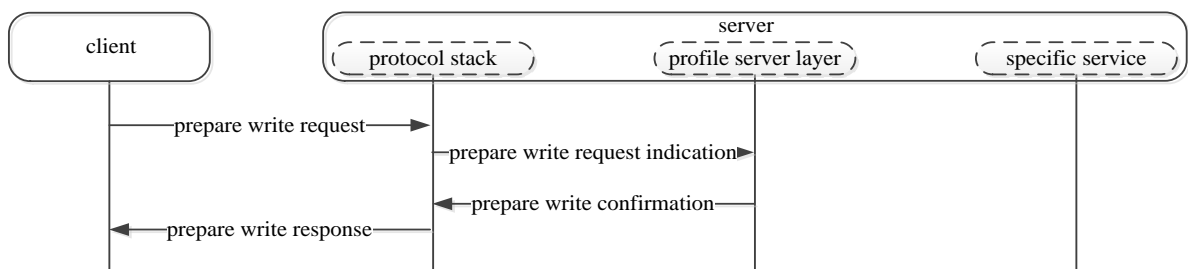 server
client
protocol stack
profile server layer
specific service
prepare write request
prepare write request indication
prepare write confirmation
prepare write response